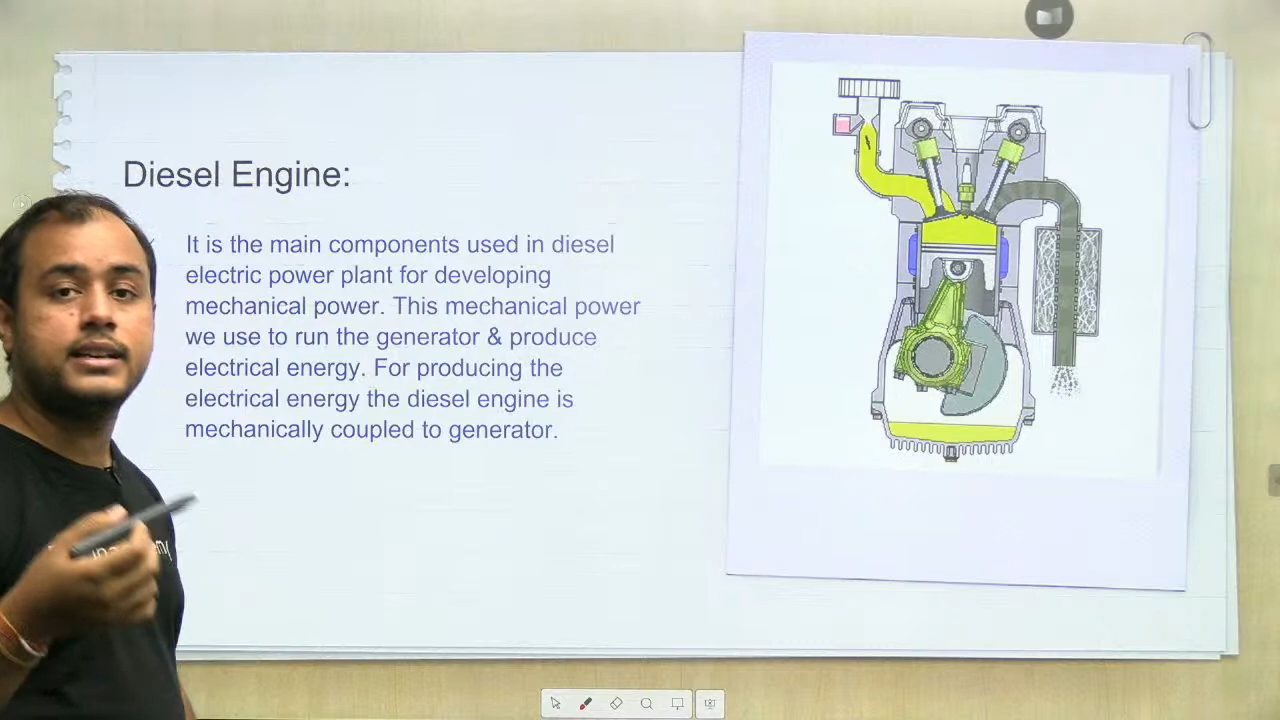 Diesel Engine:
It is the main components used in diesel
electric power plant for developing
mechanical power. This mechanical power
we use to run the generator & produce
electrical energy. For producing the
electrical energy the diesel engine is
mechanically coupled to generator.